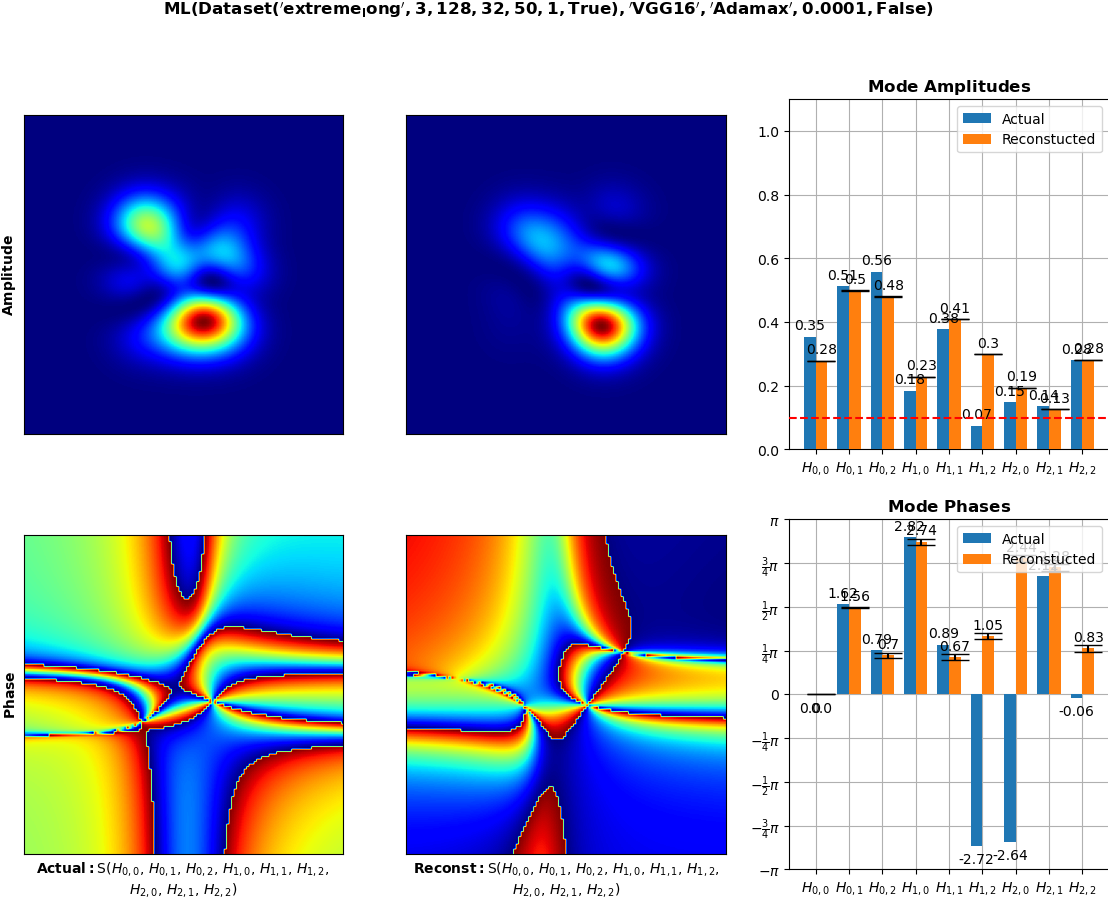 ML(Dataset('extreme_long', 3, 128, 32, 50, 1, True), 'VGG16', 'Adamax', 0.0001, False)
Mode Amplitudes
Amplitude
Actual
Reconstucted
1.0
0.8
0.6
0.4
0.2
0.0
0.35
0.28
0.51
0.5
0.56
0.48
0.18
0.23
0.38
0.41
0.07
0.3
0.15
0.19
0.14
0.13
0.28
0.28
H0,0 H0,1 H0,2 H1,0 H1,1 H1,2 H2,0 H2,1 H2,2
Mode Phases
Phase
Actual
Reconstucted
π
3/4π
1/2π
1/4π
0
−1/4π
−1/2π
−3/4π
−π
0.0
0.0
1.62
1.56
0.79
0.7
2.82
2.74
0.89
0.67
-2.72
1.05
-2.64
2.44
-0.06
0.83
H0,0 H0,1 H0,2 H1,0 H1,1 H1,2 H2,0 H2,1 H2,2
Actual: S(H0,0, H0,1, H0,2, H1,0, H1,1, H1,2,
H2,0, H2,1, H2,2)
Reconst: S(H0,0, H0,1, H0,2, H1,0, H1,1, H1,2,
H2,0, H2,1, H2,2)